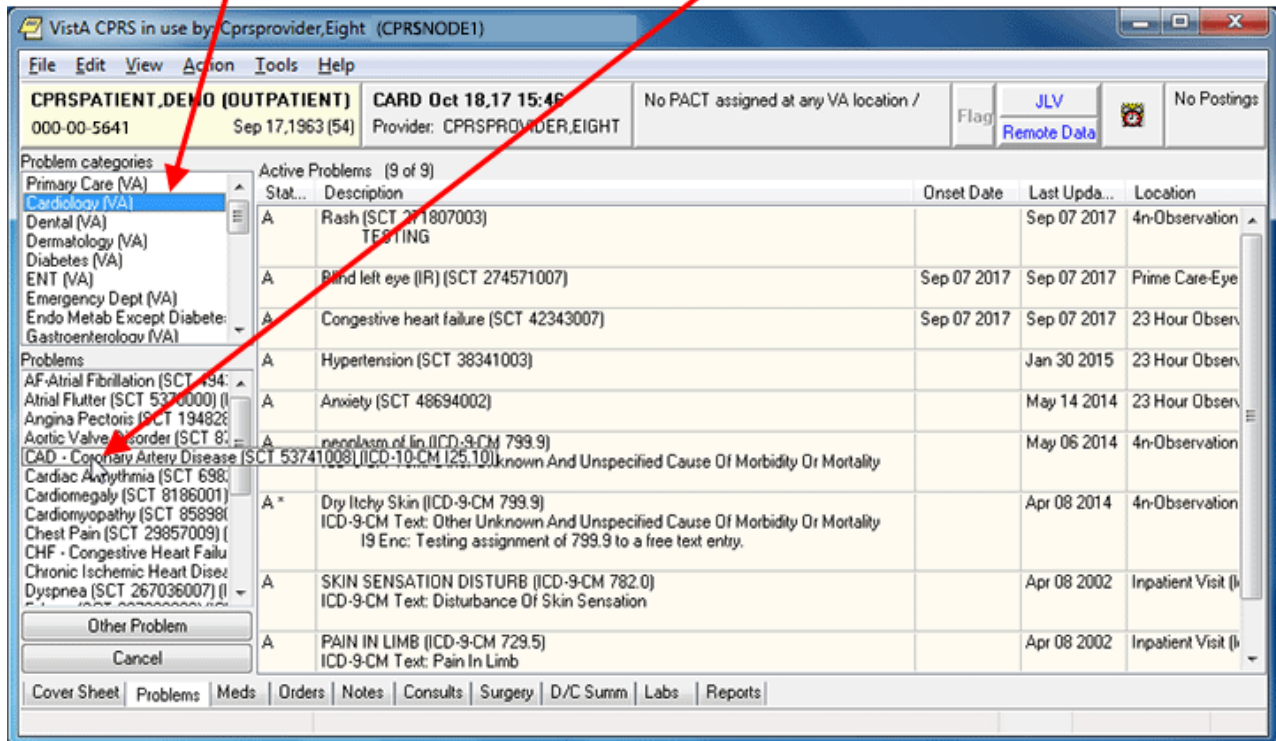 VistA CPRS in use by: Cprsprovider,Eight (CPRSNODE1)
File Edit View Action Tools Help
CPRSPATIENT,DEMO (OUTPATIENT)
000-00-5641 Sep 17,1963 (54)
CARD Oct 18,17 15:46
Provider: CPRSPROVIDER,EIGHT
No PACT assigned at any VA location /
Flag
JLV
Remote Data
No Postings
Problem categories
Primary Care (VA)
Cardiology (VA)
Dental (VA)
Dermatology (VA)
Diabetes (VA)
ENT (VA)
Emergency Dept (VA)
Endo Metab Except Diabete
Gastroenterology (VA)
Problems
AF-Atrial Fibrillation (SCT 494
Atrial Flutter (SCT 5370000) (I
Angina Pectoris (SCT 194828
Aortic Valve Disorder (SCT 8
CAD - Coronary Artery Disease (SCT 53741008) (ICD-10-CM I25.10)
Cardiac Arrhythmia (SCT 698
Cardiomegaly (SCT 8186001)
Cardiomyopathy (SCT 858980
Chest Pain (SCT 29857009) (
CHF - Congestive Heart Failu
Chronic Ischemic Heart Disea
Dyspnea (SCT 267036007) (I
Other Problem
Cancel
Active Problems (9 of 9)
Stat... Description Onset Date Last Upda... Location
A Rash (SCT 271807003) Sep 07 2017 4n-Observation
TESTING
A Blind left eye (IR) (SCT 274571007) Sep 07 2017 Sep 07 2017 Prime Care-Eye
A Congestive heart failure (SCT 42343007) Sep 07 2017 Sep 07 2017 23 Hour Observ
A Hypertension (SCT 38341003) Jan 30 2015 23 Hour Observ
A Anxiety (SCT 48694002) May 14 2014 23 Hour Observ
A neoplasm of lip (ICD-9-CM 799.9) May 06 2014 4n-Observation
Unknown And Unspecified Cause Of Morbidity Or Mortality
A * Dry Itchy Skin (ICD-9-CM 799.9) Apr 08 2014 4n-Observation
ICD-9-CM Text: Other Unknown And Unspecified Cause Of Morbidity Or Mortality
I9 Enc: Testing assignment of 799.9 to a free text entry.
A SKIN SENSATION DISTURB (ICD-9-CM 782.0) Apr 08 2002 Inpatient Visit (I
ICD-9-CM Text: Disturbance Of Skin Sensation
A PAIN IN LIMB (ICD-9-CM 729.5) Apr 08 2002 Inpatient Visit (I
ICD-9-CM Text: Pain In Limb
Cover Sheet Problems Meds Orders Notes Consults Surgery D/C Summ Labs Reports